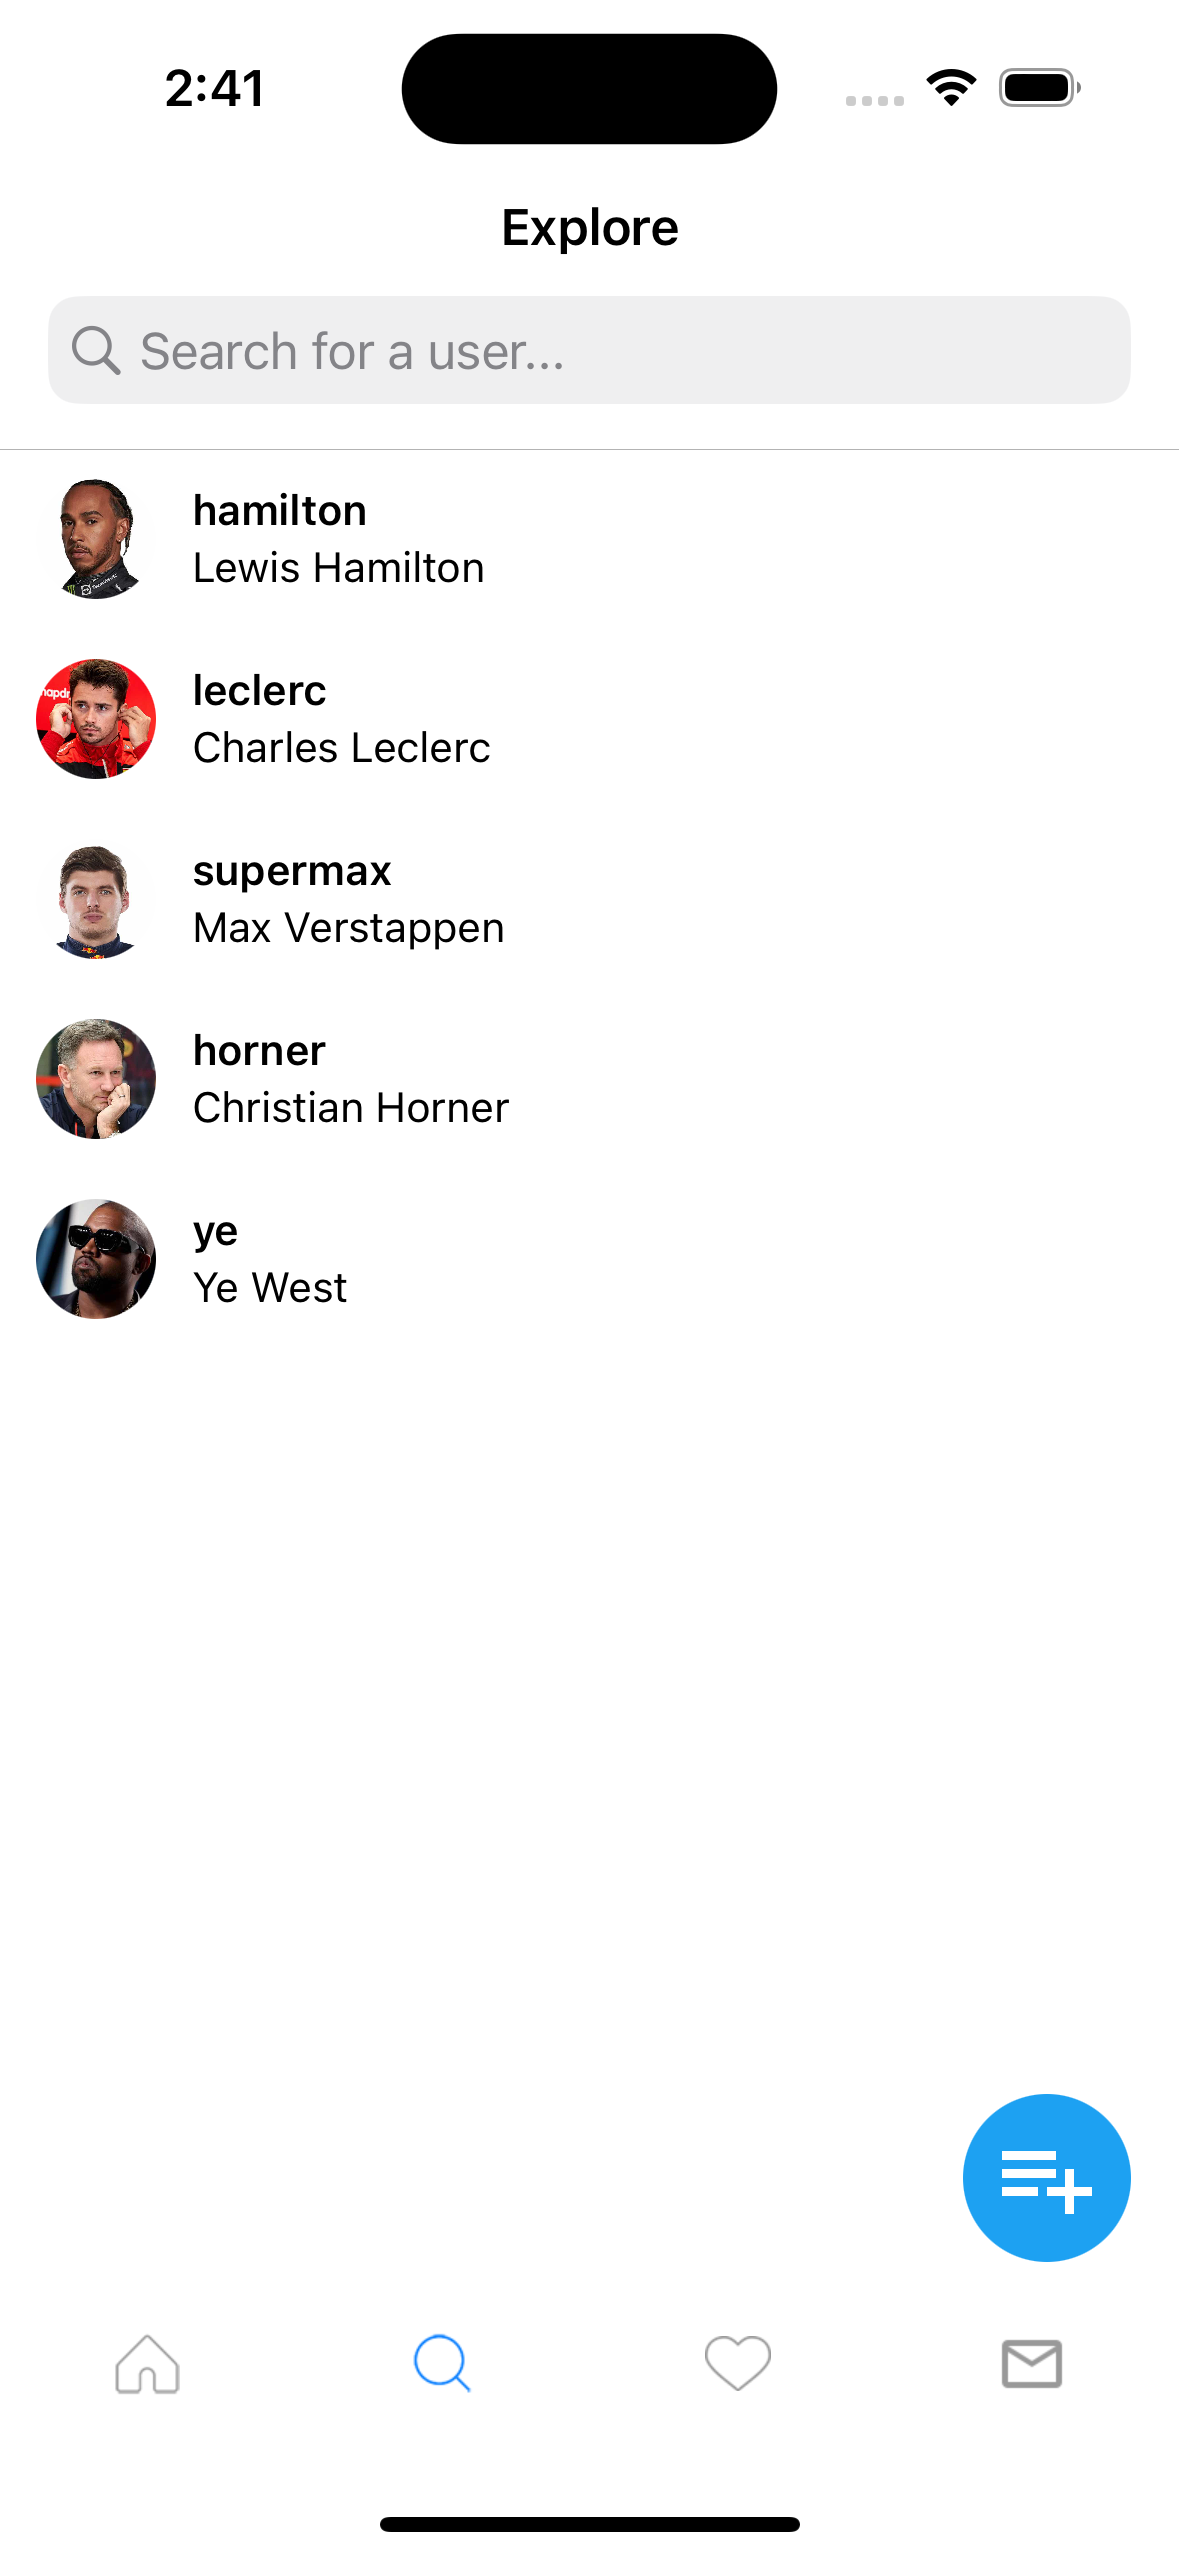 2:41
Explore
Search for a user...
hamilton
Lewis Hamilton
leclerc
Charles Leclerc
supermax
Max Verstappen
horner
Christian Horner
ye
Ye West